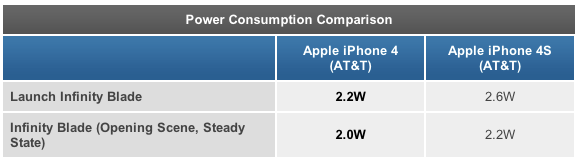 Power Consumption Comparison
Apple iPhone 4 Apple iPhone 4S
(AT&T) (AT&T)
Launch Infinity Blade 2.2W 2.6W
Infinity Blade (Opening Scene, Steady 2.0W 2.2W
State)